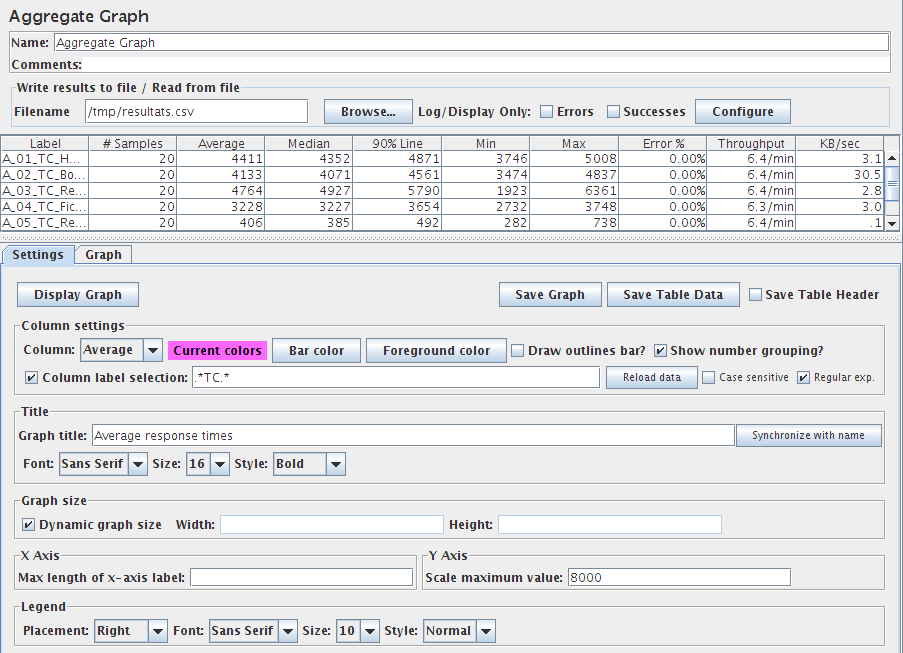 Aggregate Graph
Name: Aggregate Graph
Comments:
Write results to file / Read from file
Filename /tmp/resultats.csv Browse... Log/Display Only: Errors Successes Configure
Label # Samples Average Median 90% Line Min Max Error % Throughput KB/sec
A_01_TC_H... 20 4411 4352 4871 3746 5008 0.00% 6.4/min 3.1
A_02_TC_Bo... 20 4133 4071 4561 3474 4837 0.00% 6.4/min 30.5
A_03_TC_Re... 20 4764 4927 5790 1923 6361 0.00% 6.4/min 2.8
A_04_TC_Fic... 20 3228 3227 3654 2732 3748 0.00% 6.3/min 3.0
A_05_TC_Re... 20 406 385 492 282 738 0.00% 6.4/min .1
Settings Graph
Display Graph Save Graph Save Table Data Save Table Header
Column settings
Column: Average Current colors Bar color Foreground color Draw outlines bar? Show number grouping?
Column label selection: .*TC.* Reload data Case sensitive Regular exp.
Title
Graph title: Average response times Synchronize with name
Font: Sans Serif Size: 16 Style: Bold
Graph size
Dynamic graph size Width: Height:
X Axis Y Axis
Max length of x-axis label: Scale maximum value: 8000
Legend
Placement: Right Font: Sans Serif Size: 10 Style: Normal